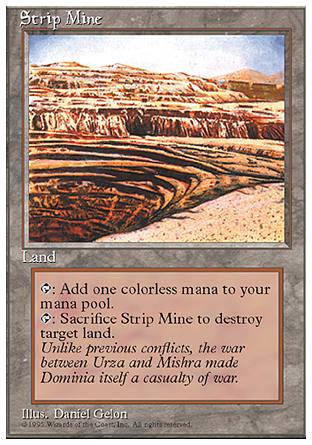 Strip Mine
Land
: Add one colorless mana to your
mana pool.
: Sacrifice Strip Mine to destroy
target land.
Unlike previous conflicts, the war
between Urza and Mishra made
Dominia itself a casualty of war.
Illus. Daniel Gelon
© 1995 Wizards of the Coast, Inc. All rights reserved.